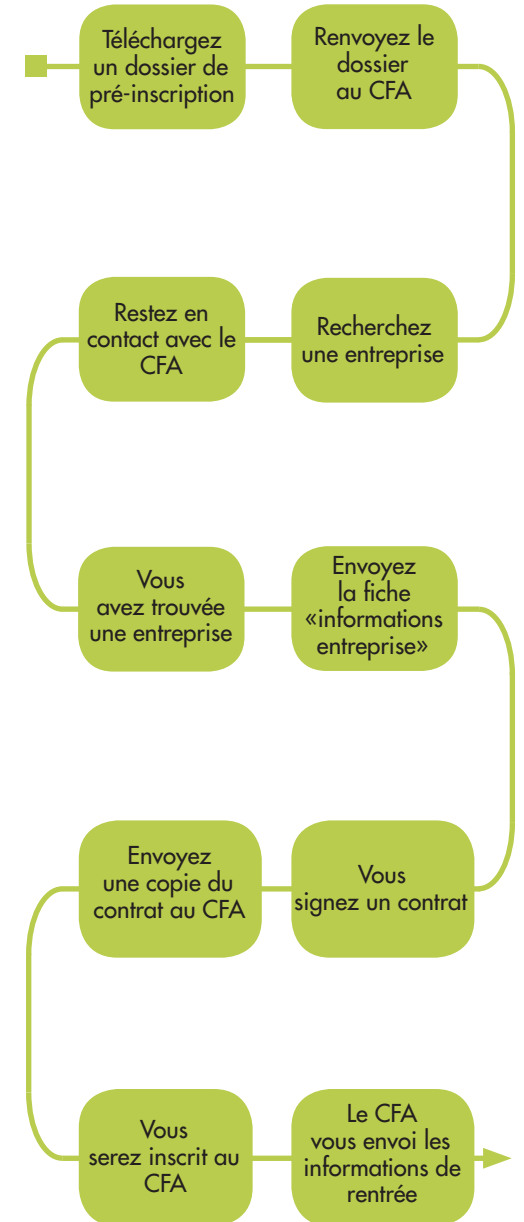 Téléchargez
un dossier de
pré-inscription
Renvoyez le
dossier
au CFA
Recherchez
une entreprise
Restez en
contact avec le
CFA
Vous
avez trouvée
une entreprise
Envoyez
la fiche
«informations
entreprise»
Vous
signez un contrat
Envoyez
une copie du
contrat au CFA
Vous
serez inscrit au
CFA
Le CFA
vous envoi les
informations de
rentrée